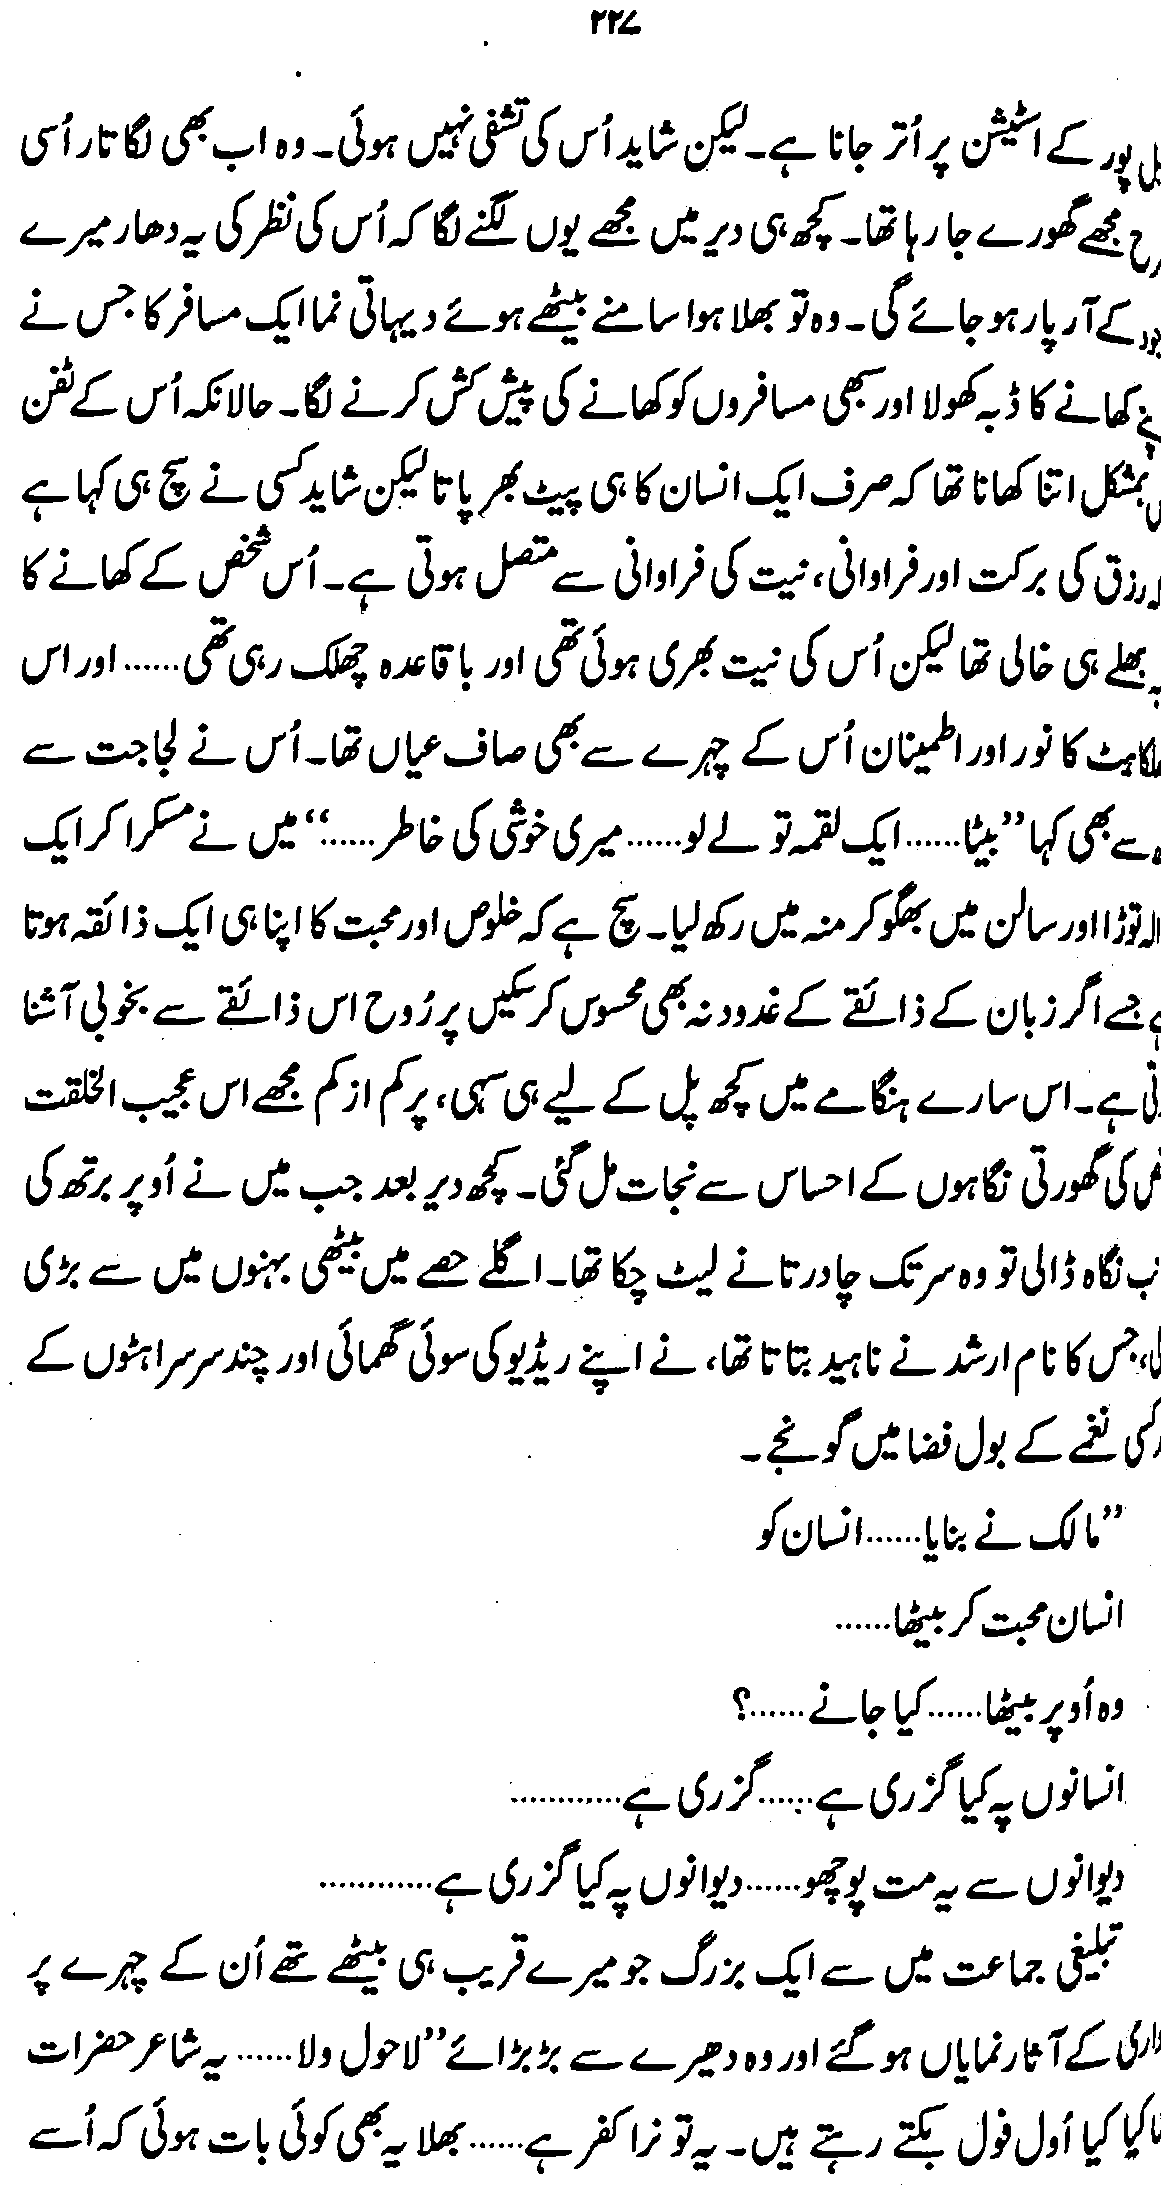 ۲۲۷
پور کے اسٹیشن پر اُتر جانا ہے۔ لیکن شاید اُس کی تشفی نہیں ہوئی۔ وہ اب بھی لگا تار اُسی
مجھے گھورے جا رہا تھا۔ کچھ ہی دیر میں مجھے یوں لگنے لگا کہ اُس کی نظر کی یہ دھار میرے
کے آر پار ہو جائے گی۔ وہ تو بھلا ہوا سامنے بیٹھے ہوئے دیہاتی نما ایک مسافر کا جس نے
کھانے کا ڈبہ کھولا اور سبھی مسافروں کو کھانے کی پیش کش کرنے لگا۔ حالانکہ اُس کے ٹفن
بمشکل اتنا کھانا تھا کہ صرف ایک انسان کا ہی پیٹ بھر پاتا لیکن شاید کسی نے سچ ہی کہا ہے
رزق کی برکت اور فراوانی، نیت کی فراوانی سے متصل ہوتی ہے۔ اُس شخص کے کھانے کا
بھلے ہی خالی تھا لیکن اُس کی نیت بھری ہوئی تھی اور با قاعدہ چھلک رہی تھی...... اور اس
کا نور اور اطمینان اُس کے چہرے سے بھی صاف عیاں تھا۔ اُس نے لجاجت سے
سے بھی کہا ”بیٹا...... ایک لقمہ تو لے لو...... میری خوشی کی خاطر......“ میں نے مسکرا کر ایک
توڑا اور سالن میں بھگو کر منہ میں رکھ لیا۔ سچ ہے کہ خلوص اور محبت کا اپنا ہی ایک ذائقہ ہوتا
جسے اگر زبان کے ذائقے کے غدود نہ بھی محسوس کر سکیں پر رُوح اس ذائقے سے بخوبی آشنا
ہے۔ اس سارے ہنگامے میں کچھ پل کے لیے ہی سہی، پر کم از کم مجھے اس عجیب الخلقت
کی گھورتی نگاہوں کے احساس سے نجات مل گئی۔ کچھ دیر بعد جب میں نے اُوپر برتھ کی
نگاہ ڈالی تو وہ سر تک چادر تانے لیٹ چکا تھا۔ اگلے حصے میں بیٹھی بہنوں میں سے بڑی
جس کا نام ارشد نے ناہید بتا تا تھا، نے اپنے ریڈیو کی سوئی گھمائی اور چند سرسراہٹوں کے
کسی نغمے کے بول فضا میں گونجے۔
”مالک نے بنایا...... انسان کو
انسان محبت کر بیٹھا......
وہ اُوپر بیٹھا...... کیا جانے......؟
انسانوں پہ کیا گزری ہے...... گزری ہے............
دیوانوں سے یہ مت پوچھو...... دیوانوں پہ کیا گزری ہے............
تبلیغی جماعت میں سے ایک بزرگ جو میرے قریب ہی بیٹھے تھے اُن کے چہرے پر
کے آثار نمایاں ہو گئے اور وہ دھیرے سے بڑبڑائے ”لا حول ولا...... یہ شاعر حضرات
کیا کیا اُول فول بکتے رہتے ہیں۔ یہ تو نرا کفر ہے...... بھلا یہ بھی کوئی بات ہوئی کہ اُسے